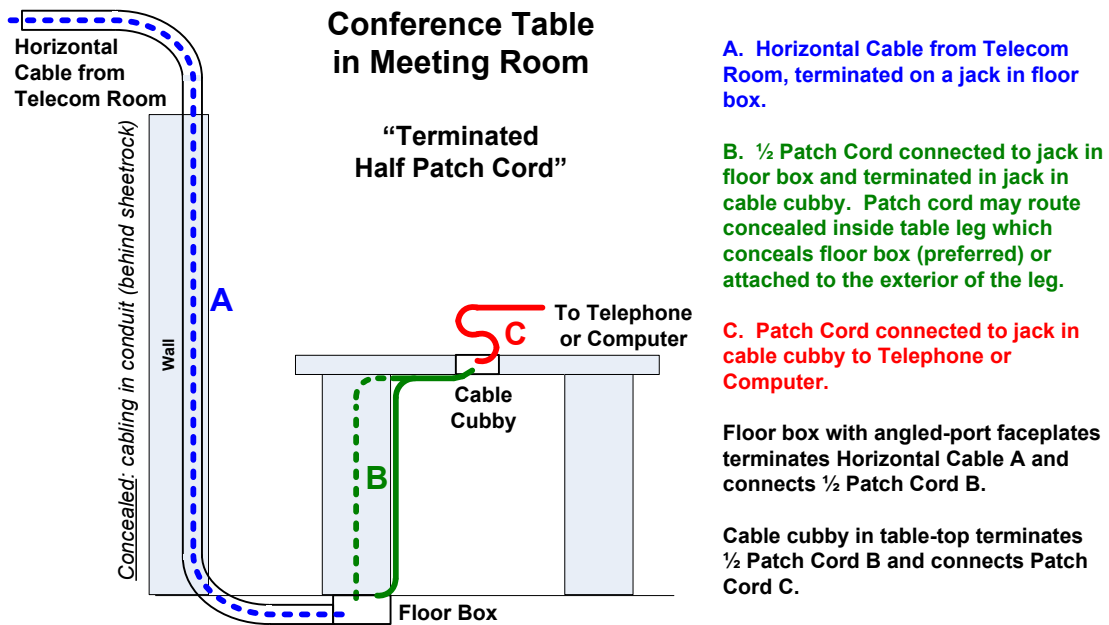 Conference Table
in Meeting Room
“Terminated
Half Patch Cord”
Horizontal
Cable from
Telecom Room
Concealed: cabling in conduit (behind sheetrock)
Wall
A
B
C
To Telephone
or Computer
Cable
Cubby
Floor Box
A. Horizontal Cable from Telecom
Room, terminated on a jack in floor
box.
B. ½ Patch Cord connected to jack in
floor box and terminated in jack in
cable cubby. Patch cord may route
concealed inside table leg which
conceals floor box (preferred) or
attached to the exterior of the leg.
C. Patch Cord connected to jack in
cable cubby to Telephone or
Computer.
Floor box with angled-port faceplates
terminates Horizontal Cable A and
connects ½ Patch Cord B.
Cable cubby in table-top terminates
½ Patch Cord B and connects Patch
Cord C.